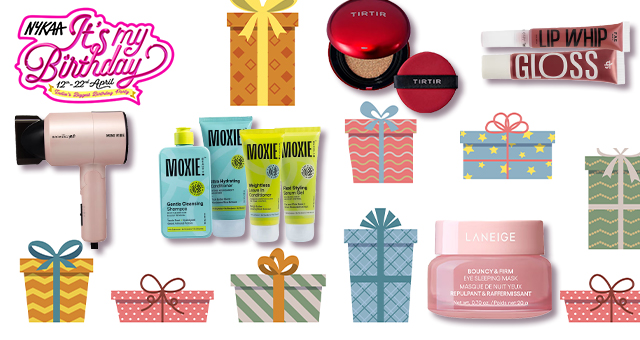 NYKAA It's my
Birthday
12th - 22nd April
India's Biggest Birthday Party
TIRTIR
TIRTIR
LIP WHIP
GLOSS
MOXIE
Gentle Cleansing
Shampoo
MOXIE
Hydrating
Conditioner
MOXIE
Weightless
Leave in
Conditioner
MOXIE
Flexi Styling
Serum Gel
LANEIGE
BOUNCY & FIRM
EYE SLEEPING MASK
MASQUE DE NUIT YEUX
REPULPANT & RAFFERMISSANT